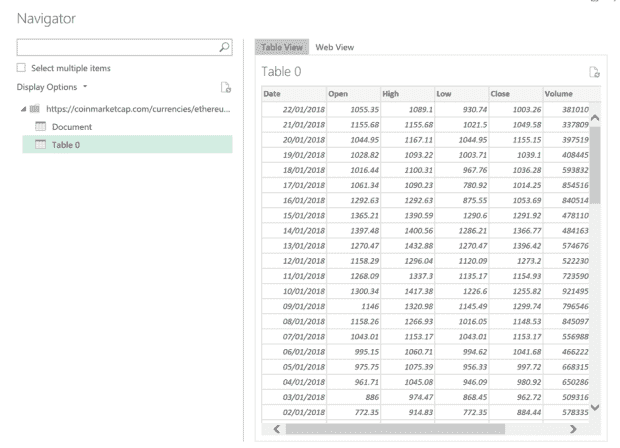 Navigator
Select multiple items
Display Options
https://coinmarketcap.com/currencies/ethereu...
Document
Table 0
Table View Web View
Table 0
Date Open High Low Close Volume
22/01/2018 1055.35 1089.1 930.74 1003.26 381010
21/01/2018 1155.68 1155.68 1021.5 1049.58 337809
20/01/2018 1044.95 1167.11 1044.95 1155.15 397519
19/01/2018 1028.82 1093.22 1003.71 1039.1 408445
18/01/2018 1016.44 1100.31 967.76 1036.28 593832
17/01/2018 1061.34 1090.23 780.92 1014.25 854516
16/01/2018 1292.63 1292.63 875.55 1053.69 840514
15/01/2018 1365.21 1390.59 1290.6 1291.92 478110
14/01/2018 1397.48 1400.56 1286.21 1366.77 484163
13/01/2018 1270.47 1432.88 1270.47 1396.42 574676
12/01/2018 1158.29 1296.04 1120.09 1273.2 522230
11/01/2018 1268.09 1337.3 1135.17 1154.93 723590
10/01/2018 1300.34 1417.38 1226.6 1255.82 921495
09/01/2018 1146 1320.98 1145.49 1299.74 796546
08/01/2018 1158.26 1266.93 1016.05 1148.53 845097
07/01/2018 1043.01 1153.17 1043.01 1153.17 556988
06/01/2018 995.15 1060.71 994.62 1041.68 466222
05/01/2018 975.75 1075.39 956.33 997.72 668315
04/01/2018 961.71 1045.08 946.09 980.92 650286
03/01/2018 886 974.47 868.45 962.72 509316
02/01/2018 772.35 914.83 772.35 884.44 578335